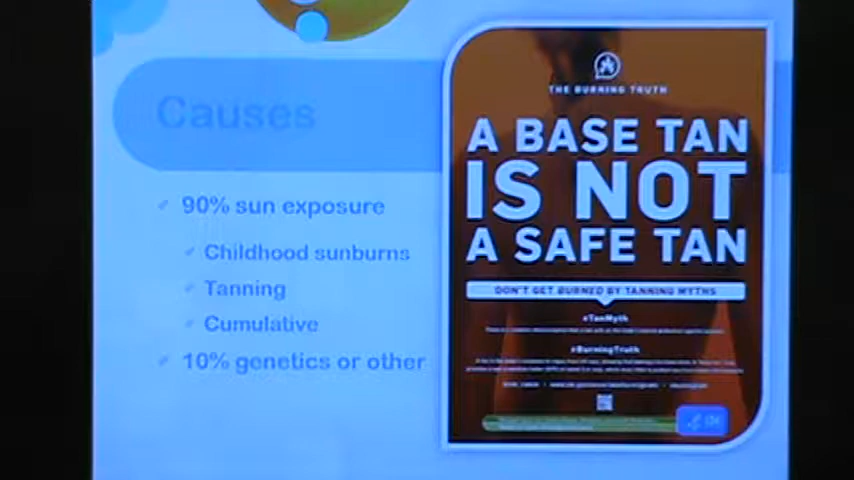 Causes
90% sun exposure
Childhood sunburns
Tanning
Cumulative
10% genetics or other
THE BURNING TRUTH
A BASE TAN
IS NOT
A SAFE TAN
DON'T GET BURNED BY TANNING MYTHS
#TanMyth
#BurningTruth